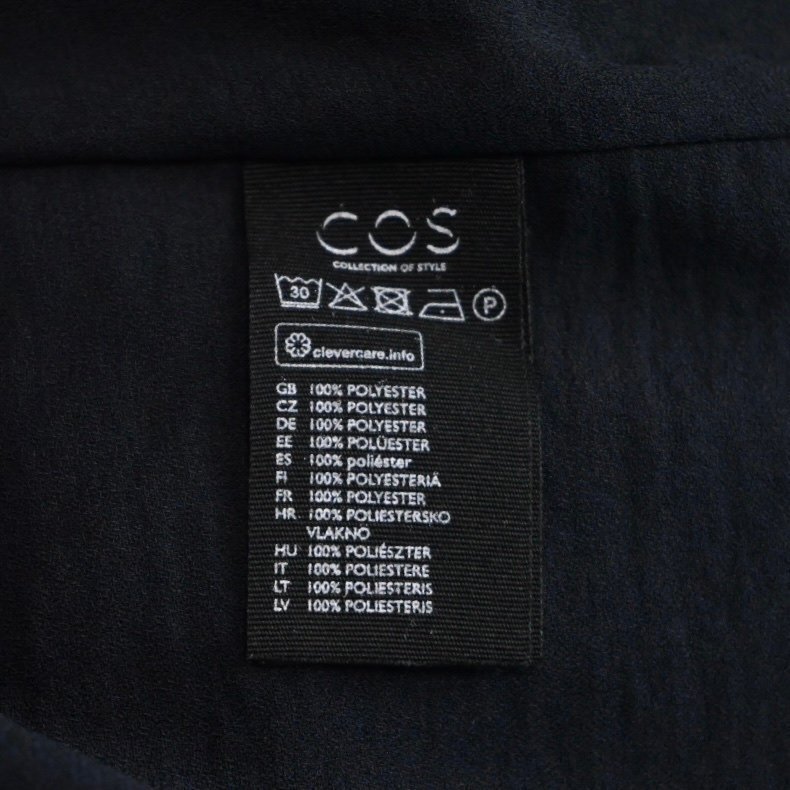 COS
COLLECTION OF STYLE
30 P
clevercare.info
GB 100% POLYESTER
CZ 100% POLYESTER
DE 100% POLYESTER
EE 100% POLÜESTER
ES 100% poliéster
FI 100% POLYESTERIÄ
FR 100% POLYESTER
HR 100% POLIESTERSKO
VLAKNÖ
HU 100% POLIÉSZTER
IT 100% POLIESTERE
LT 100% POLIESTERIS
LV 100% POLIESTERIS